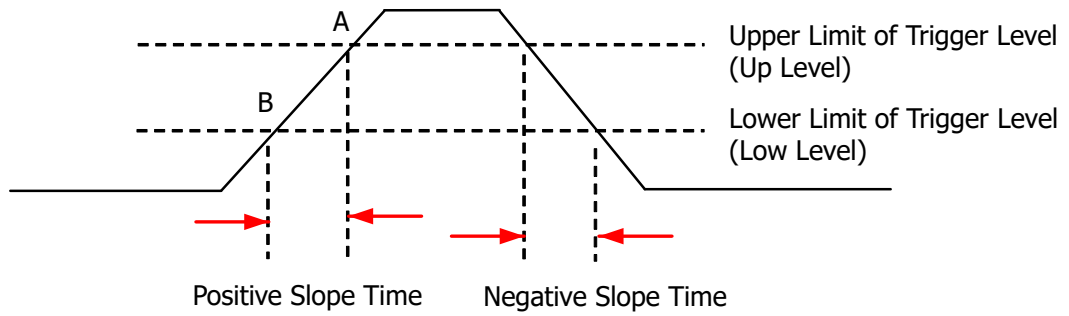 A
Upper Limit of Trigger Level
(Up Level)
B
Lower Limit of Trigger Level
(Low Level)
Positive Slope Time
Negative Slope Time